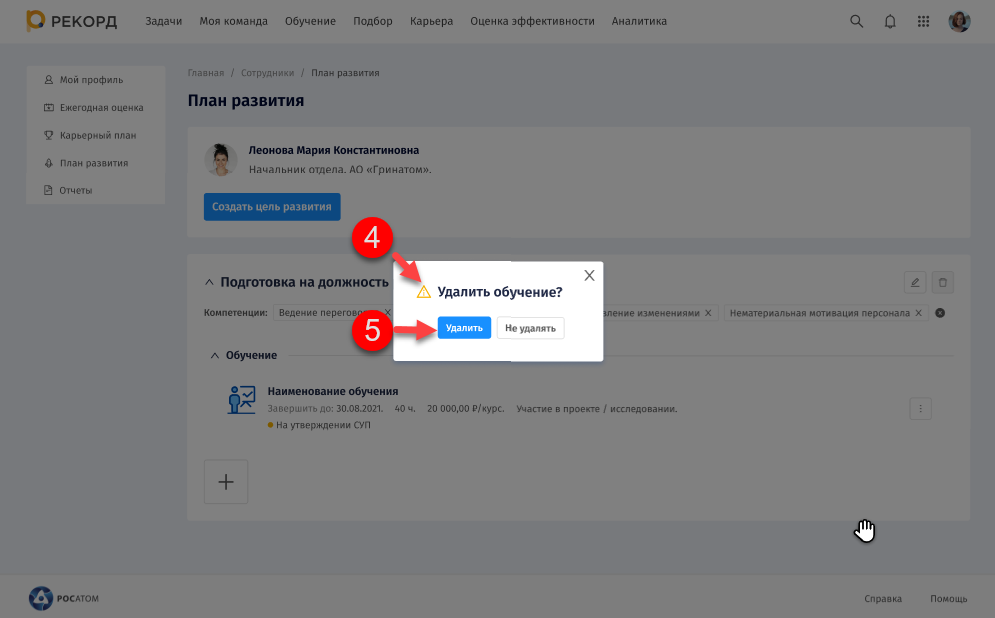 РЕКОРД Задачи Моя команда Обучение Подбор Карьера Оценка эффективности Аналитика
Мой профиль
Ежегодная оценка
Карьерный план
План развития
Отчеты
Главная / Сотрудники / План развития
План развития
Леонова Мария Константиновна
Начальник отдела. АО «Гринатом».
Создать цель развития
4
Подготовка на должность
Удалить обучение?
5
Удалить Не удалять
Компетенции: Ведение перегово ление изменениями Нематериальная мотивация персонала
Обучение
Наименование обучения
Завершить до: 30.08.2021. 40 ч. 20 000,00 ₽/курс. Участие в проекте / исследовании.
На утверждении СУП
РОСАТОМ Справка Помощь